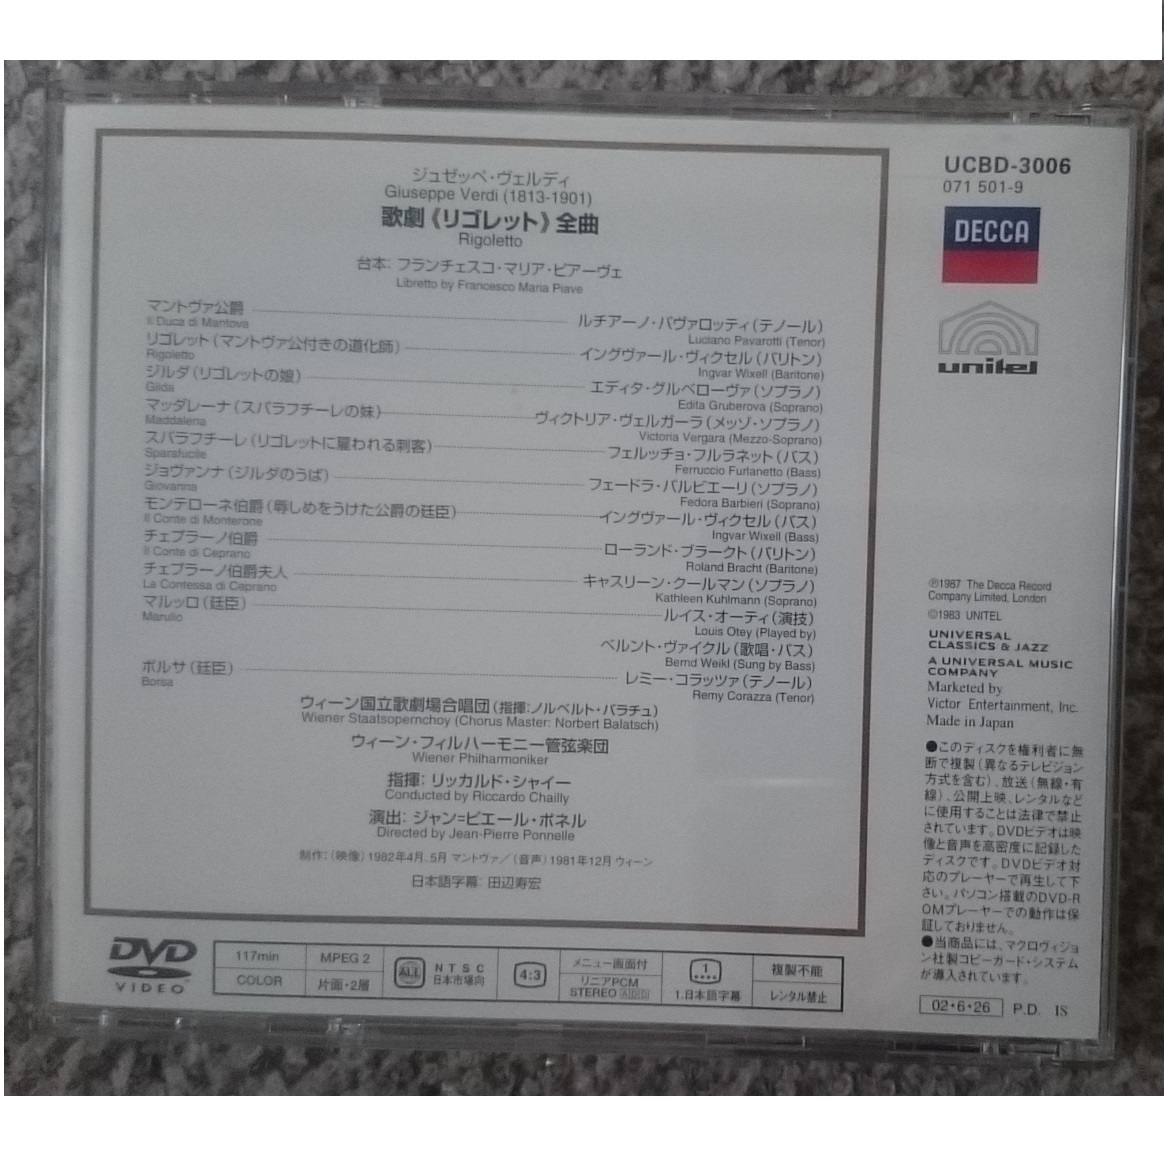 ジュゼッペ・ヴェルディ
Giuseppe Verdi (1813-1901)
歌劇《リゴレット》全曲
Rigoletto
台本: フランチェスコ・マリア・ピアーヴェ
Libretto by Francesco Maria Piave
マントヴァ公爵 ルチアーノ・パヴァロッティ(テノール)
Il Duca di Mantova Luciano Pavarotti (Tenor)
リゴレット(マントヴァ公付きの道化師) イングヴァール・ヴィクセル(バリトン)
Rigoletto Ingvar Wixell (Baritone)
ジルダ(リゴレットの娘) エディタ・グルベローヴァ(ソプラノ)
Gilda Edita Gruberova (Soprano)
マッダレーナ(スパラフチーレの妹) ヴィクトリア・ヴェルガーラ(メッゾ・ソプラノ)
Maddalena Victoria Vergara (Mezzo-Soprano)
スパラフチーレ(リゴレットに雇われる刺客) フェルッチョ・フルラネット(バス)
Sparafucile Ferruccio Furlanetto (Bass)
ジョヴァンナ(ジルダのうば) フェードラ・バルビエーリ(ソプラノ)
Giovanna Fedora Barbieri (Soprano)
モンテローネ伯爵(辱しめをうけた公爵の廷臣) イングヴァール・ヴィクセル(バス)
Il Conte di Monterone Ingvar Wixell (Bass)
チェプラーノ伯爵 ローランド・ブラークト(バリトン)
Il Conte di Ceprano Roland Bracht (Baritone)
チェプラーノ伯爵夫人 キャスリーン・クールマン(ソプラノ)
La Contessa di Ceprano Kathleen Kuhlmann (Soprano)
マルッロ(廷臣) ルイス・オーティ(演技)
Marullo Louis Otey (Played by)
ベルント・ヴァイクル(歌唱・バス)
Bernd Weikl (Sung by Bass)
ボルサ(廷臣) レミー・コラッツァ(テノール)
Borsa Remy Corazza (Tenor)
ウィーン国立歌劇場合唱団(指揮:ノルベルト・バラチュ)
Wiener Staatsopernchoy (Chorus Master: Norbert Balatsch)
ウィーン・フィルハーモニー管弦楽団
Wiener Philharmoniker
指揮: リッカルド・シャイー
Conducted by Riccardo Chailly
演出: ジャン=ピエール・ポネル
Directed by Jean-Pierre Ponnelle
制作:(映像)1982年4月、5月 マントヴァ/(音声)1981年12月 ウィーン
日本語字幕: 田辺寿宏
DVD
VIDEO
117min
COLOR
MPEG 2
片面・2層
ALL
NTSC
日本市場向
4:3
メニュー画面付
リニアPCM
STEREO ADD
1
1.日本語字幕
複製不能
レンタル禁止
UCBD-3006
071 501-9
DECCA
unitel
Ⓟ1987 The Decca Record
Company Limited, London
©1983 UNITEL
UNIVERSAL
CLASSICS & JAZZ
A UNIVERSAL MUSIC
COMPANY
Marketed by
Victor Entertainment, Inc.
Made in Japan
●このディスクを権利者に無
断で複製(異なるテレビジョン
方式を含む)、放送(無線・有
線)、公開上映、レンタルなど
に使用することは法律で禁止
されています。DVDビデオは映
像と音声を高密度に記録した
ディスクです。DVDビデオ対
応のプレーヤーで再生して下
さい。パソコン搭載のDVD-R
OMプレーヤーでの動作は保
証しておりません。
●当商品には、マクロヴィジョ
ン社製コピーガード・システム
が導入されています。
02・6・26 P.D. IS